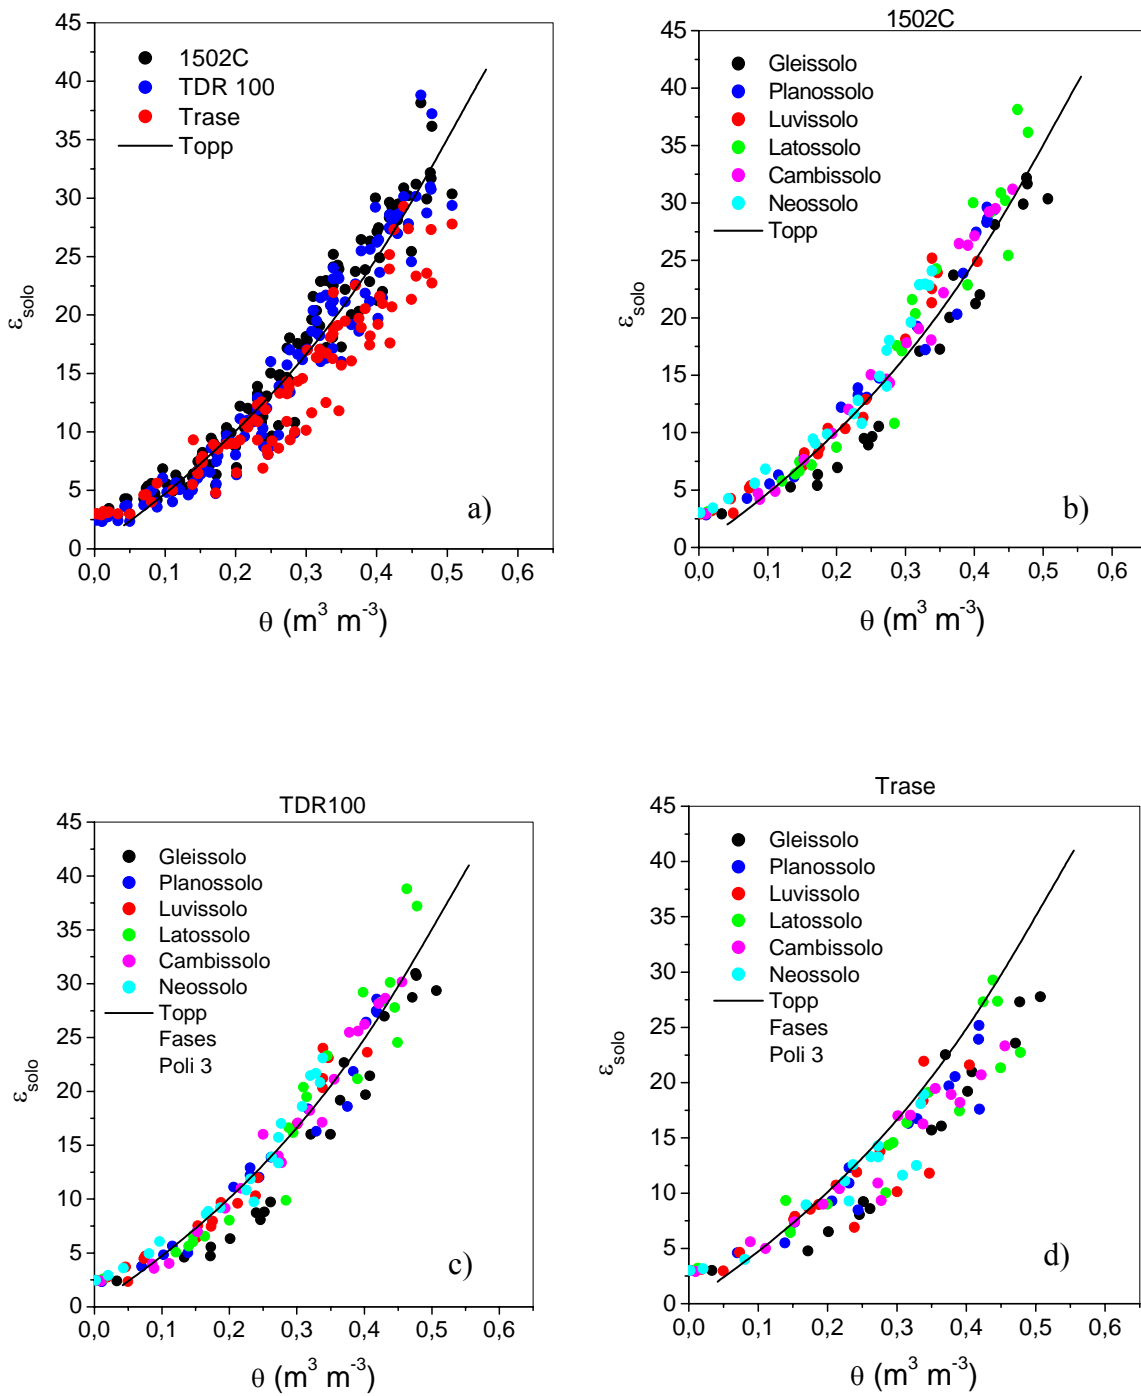 45
40
35
30
25
20
15
10
5
0
0,0 0,1 0,2 0,3 0,4 0,5 0,6
εsolo
θ (m³ m⁻³)
1502C
TDR 100
Trase
Topp
a)
1502C
45
40
35
30
25
20
15
10
5
0
0,0 0,1 0,2 0,3 0,4 0,5 0,6
εsolo
θ (m³ m⁻³)
Gleissolo
Planossolo
Luvissolo
Latossolo
Cambissolo
Neossolo
Topp
b)
TDR100
45
40
35
30
25
20
15
10
5
0
0,0 0,1 0,2 0,3 0,4 0,5 0,6
εsolo
θ (m³ m⁻³)
Gleissolo
Planossolo
Luvissolo
Latossolo
Cambissolo
Neossolo
Topp
Fases
Poli 3
c)
Trase
45
40
35
30
25
20
15
10
5
0
0,0 0,1 0,2 0,3 0,4 0,5 0,6
εsolo
θ (m³ m⁻³)
Gleissolo
Planossolo
Luvissolo
Latossolo
Cambissolo
Neossolo
Topp
Fases
Poli 3
d)